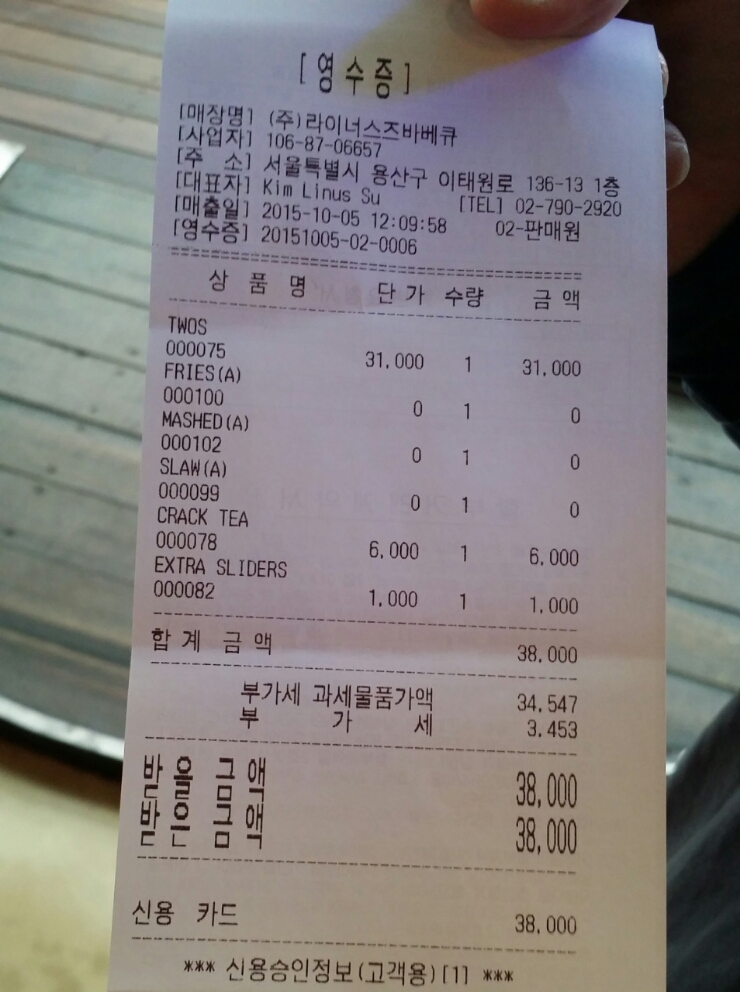 [영수증]
[매장명] (주)라이너스즈바베큐
[사업자] 106-87-06657
[주 소] 서울특별시 용산구 이태원로 136-13 1층
[대표자] Kim Linus Su [TEL] 02-790-2920
[매출일] 2015-10-05 12:09:58 02-판매원
[영수증] 20151005-02-0006
상 품 명 단 가 수량 금 액
TWOS
000075 31,000 1 31,000
FRIES(A)
000100 0 1 0
MASHED(A)
000102 0 1 0
SLAW(A)
000099 0 1 0
CRACK TEA
000078 6,000 1 6,000
EXTRA SLIDERS
000082 1,000 1 1,000
합 계 금 액 38,000
부가세 과세물품가액 34,547
부 가 세 3,453
받 을 금 액 38,000
받 은 금 액 38,000
신용 카드 38,000
*** 신용승인정보(고객용)[1] ***